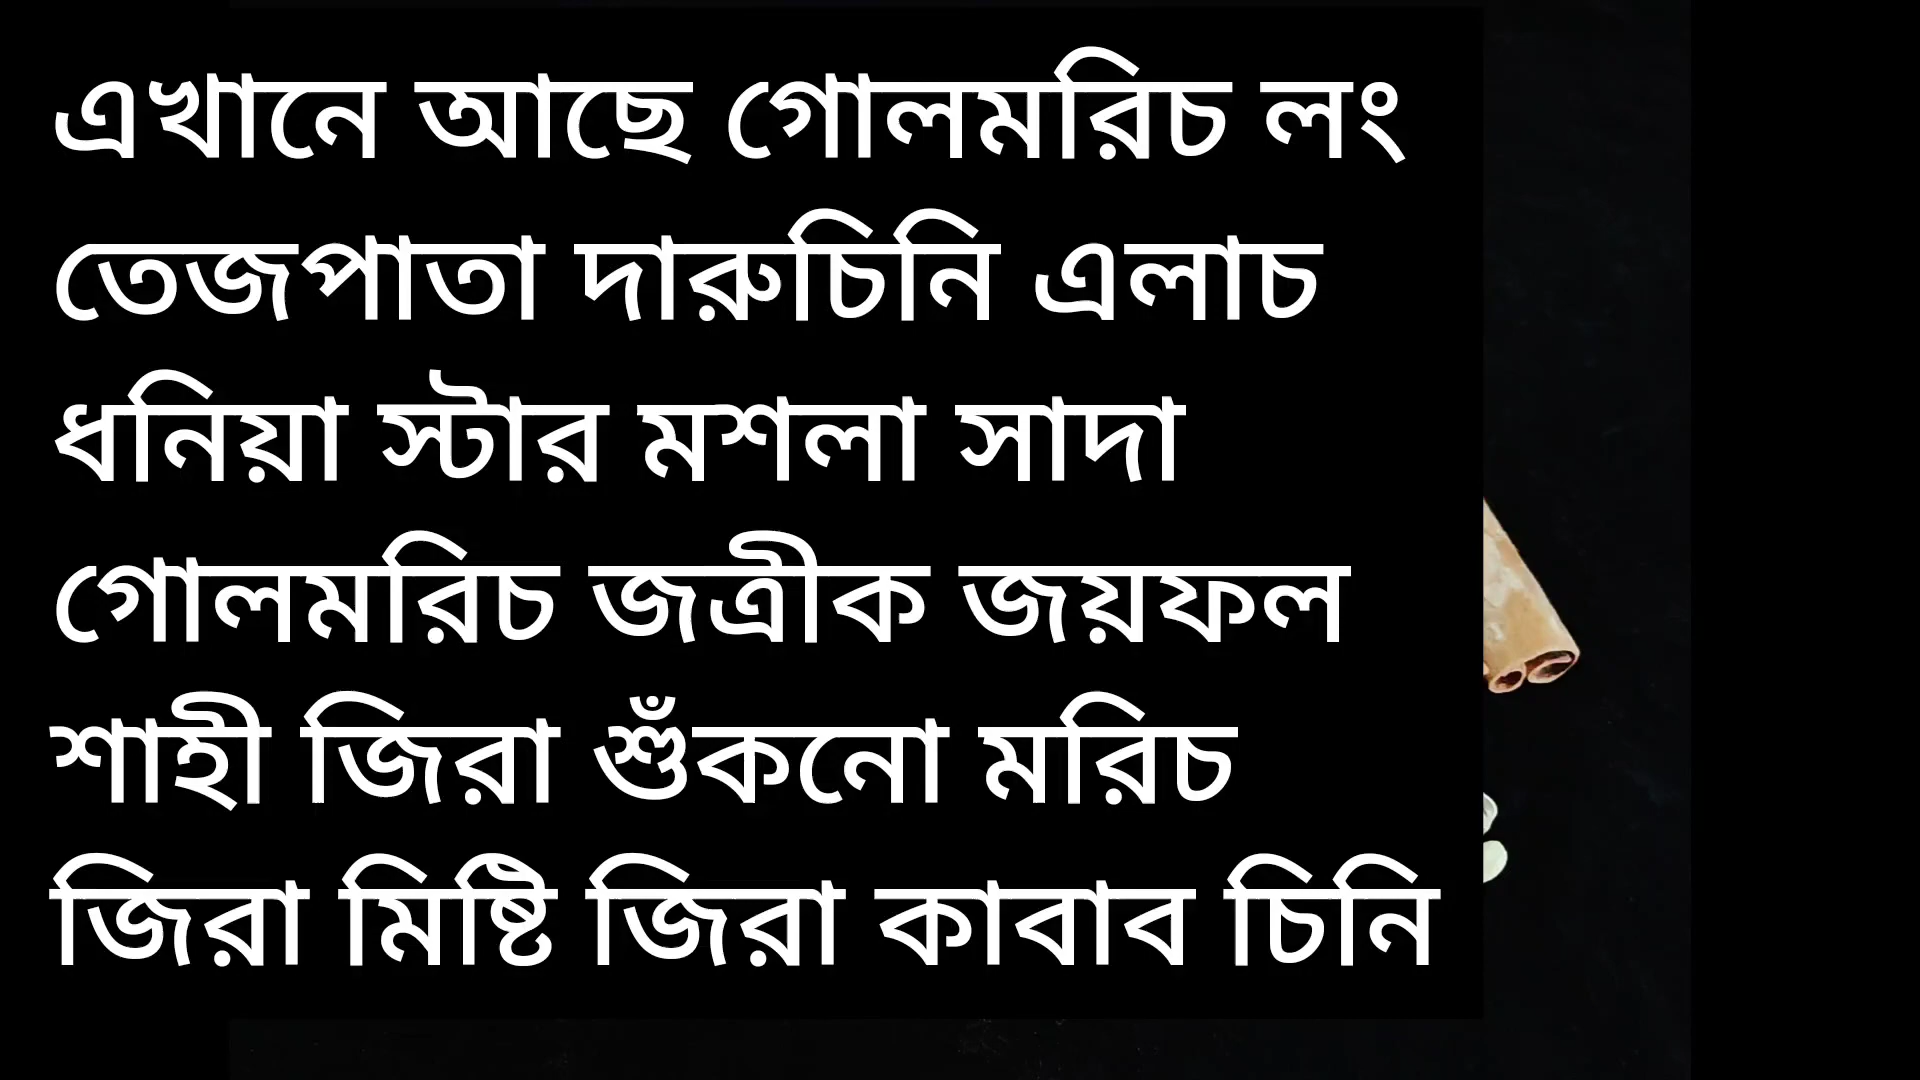 এখানে আছে গোলমরিচ লং
তেজপাতা দারুচিনি এলাচ
ধনিয়া স্টার মশলা সাদা
গোলমরিচ জত্রীক জয়ফল
শাহী জিরা শুঁকনো মরিচ
জিরা মিষ্টি জিরা কাবাব চিনি